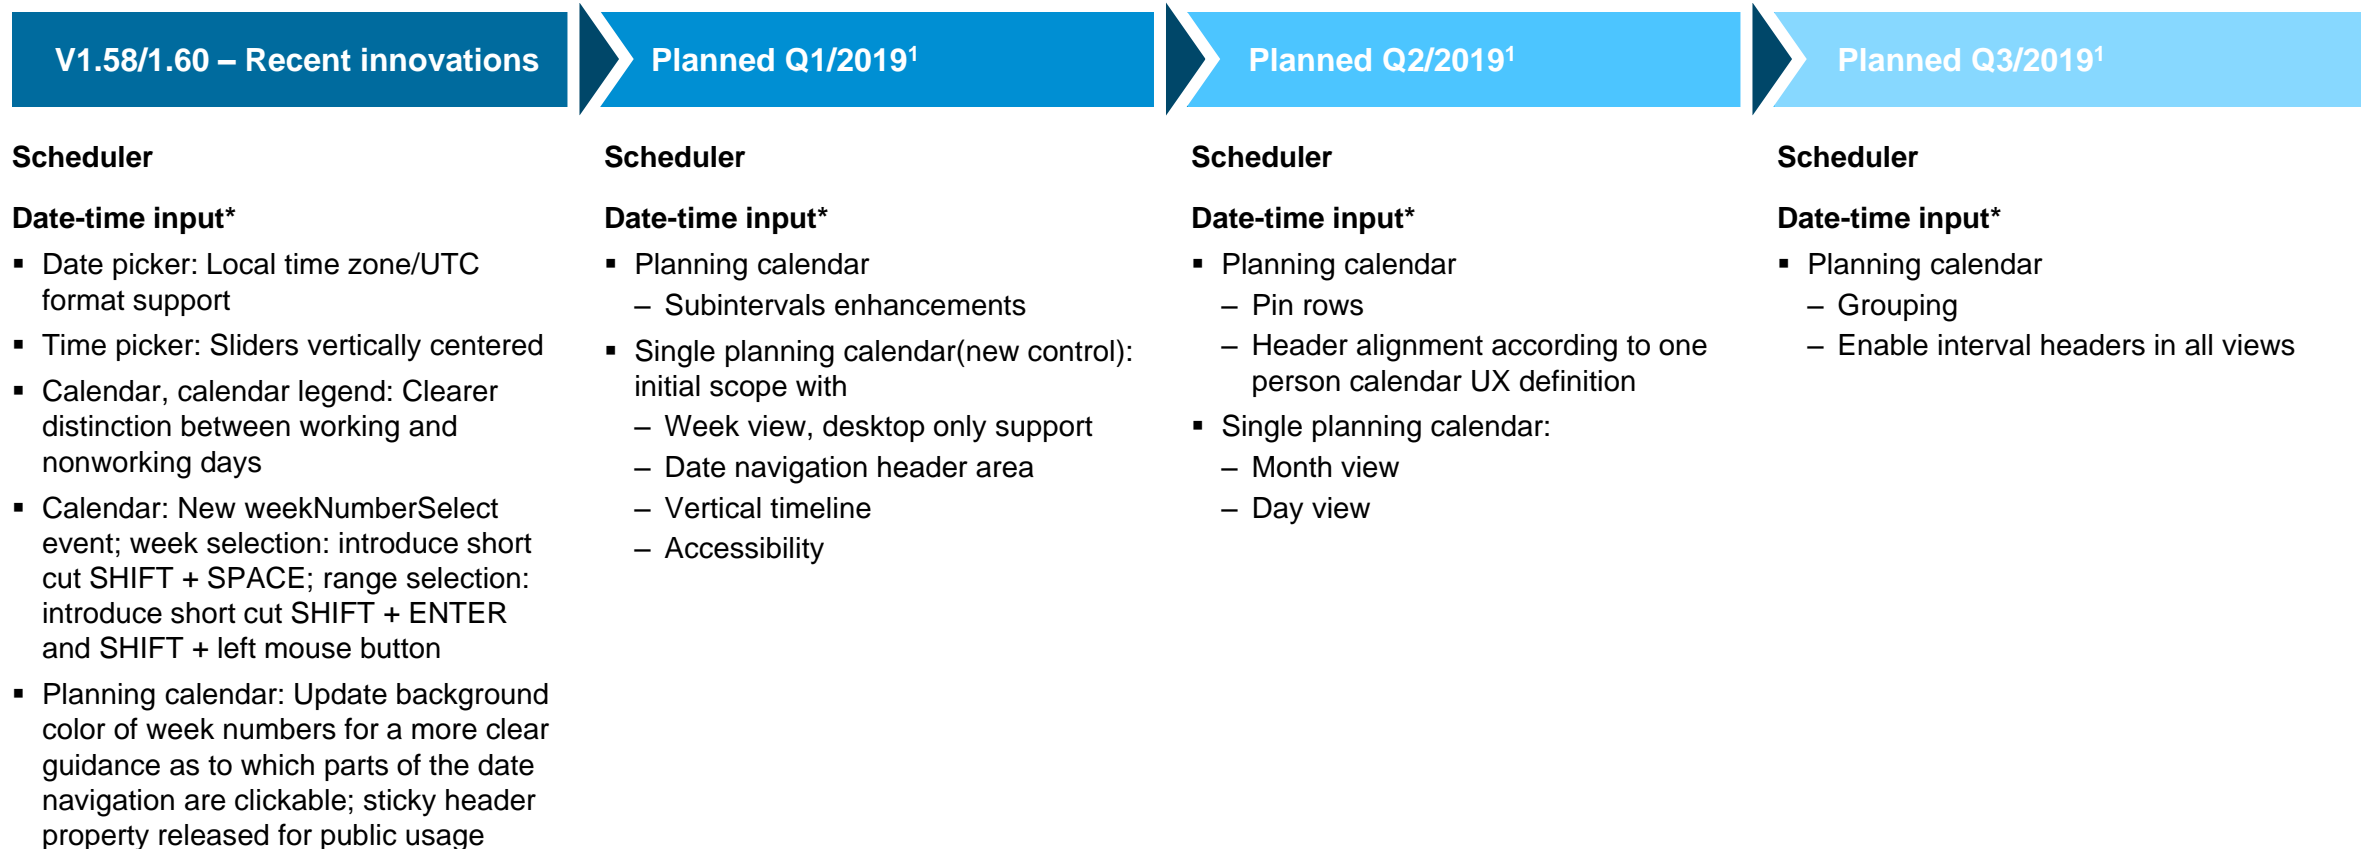 V1.58/1.60 – Recent innovations
Planned Q1/2019¹
Planned Q2/2019¹
Planned Q3/2019¹
Scheduler
Date-time input*
▪ Date picker: Local time zone/UTC
format support
▪ Time picker: Sliders vertically centered
▪ Calendar, calendar legend: Clearer
distinction between working and
nonworking days
▪ Calendar: New weekNumberSelect
event; week selection: introduce short
cut SHIFT + SPACE; range selection:
introduce short cut SHIFT + ENTER
and SHIFT + left mouse button
▪ Planning calendar: Update background
color of week numbers for a more clear
guidance as to which parts of the date
navigation are clickable; sticky header
property released for public usage
Scheduler
Date-time input*
▪ Planning calendar
– Subintervals enhancements
▪ Single planning calendar(new control):
initial scope with
– Week view, desktop only support
– Date navigation header area
– Vertical timeline
– Accessibility
Scheduler
Date-time input*
▪ Planning calendar
– Pin rows
– Header alignment according to one
person calendar UX definition
▪ Single planning calendar:
– Month view
– Day view
Scheduler
Date-time input*
▪ Planning calendar
– Grouping
– Enable interval headers in all views